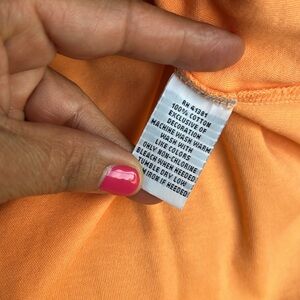 RN 41381
100% COTTON
EXCLUSIVE OF
DECORATION
MACHINE WASH WARM
WASH WITH
LIKE COLORS
ONLY NON-CHLORINE
BLEACH WHEN NEEDED
TUMBLE DRY LOW
IRON IF NEEDED